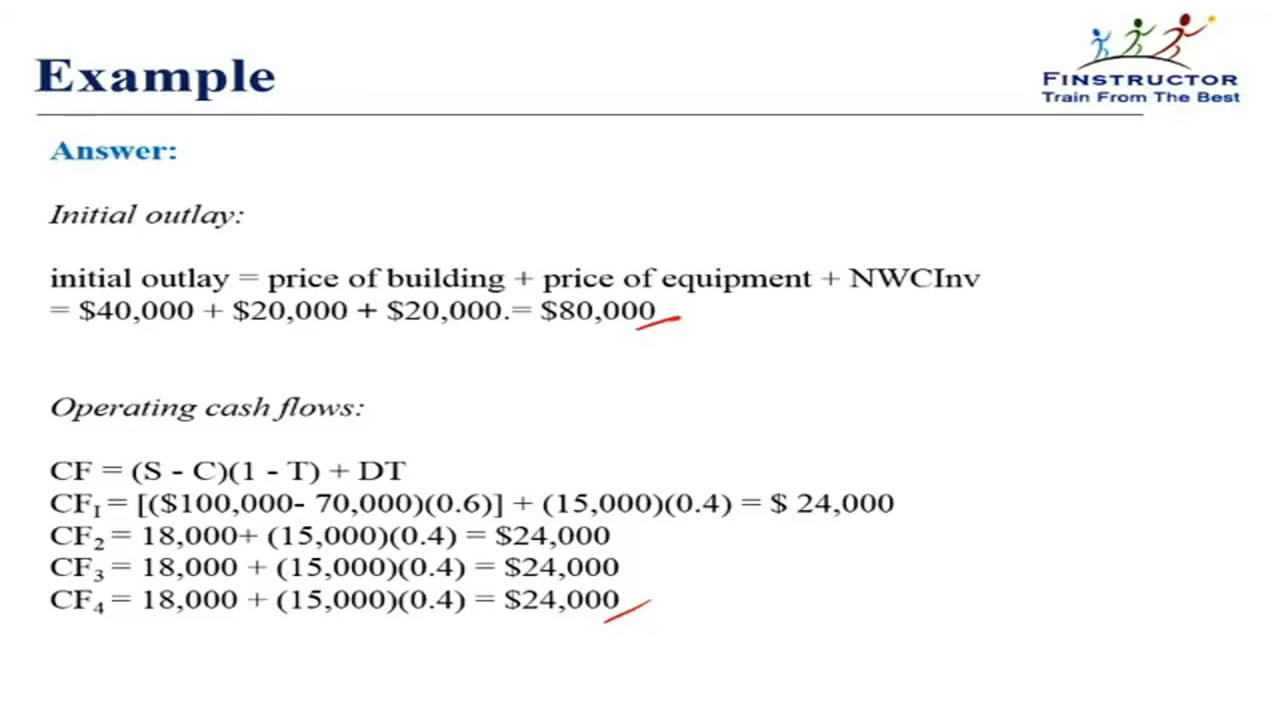 Example
FINSTRUCTOR
Train From The Best
Answer:
Initial outlay:
initial outlay = price of building + price of equipment + NWCInv
= $40,000 + $20,000 + $20,000.= $80,000
Operating cash flows:
CF = (S - C)(1 - T) + DT
CF₁ = [($100,000- 70,000)(0.6)] + (15,000)(0.4) = $ 24,000
CF₂ = 18,000+ (15,000)(0.4) = $24,000
CF₃ = 18,000 + (15,000)(0.4) = $24,000
CF₄ = 18,000 + (15,000)(0.4) = $24,000